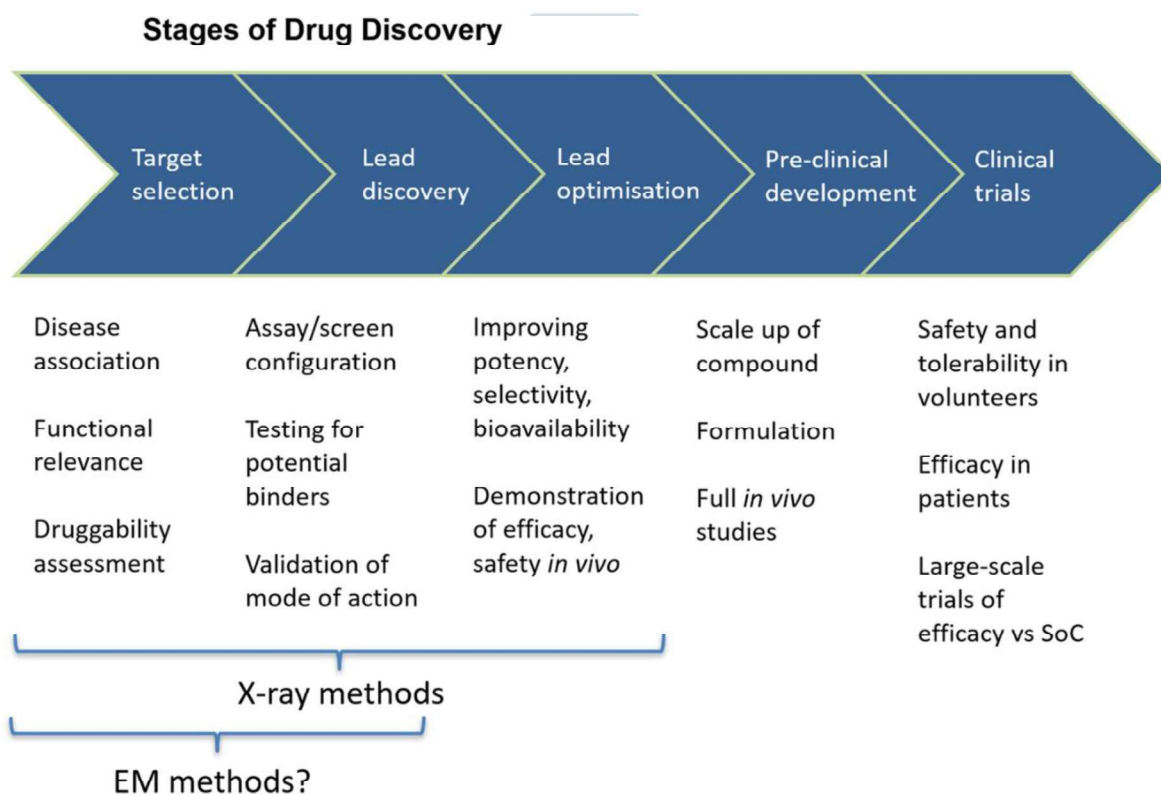 Stages of Drug Discovery
Target
selection
Lead
discovery
Lead
optimisation
Pre-clinical
development
Clinical
trials
Disease
association
Functional
relevance
Druggability
assessment
Assay/screen
configuration
Testing for
potential
binders
Validation of
mode of action
Improving
potency,
selectivity,
bioavailability
Demonstration
of efficacy,
safety in vivo
Scale up of
compound
Formulation
Full in vivo
studies
Safety and
tolerability in
volunteers
Efficacy in
patients
Large-scale
trials of
efficacy vs SoC
X-ray methods
EM methods?